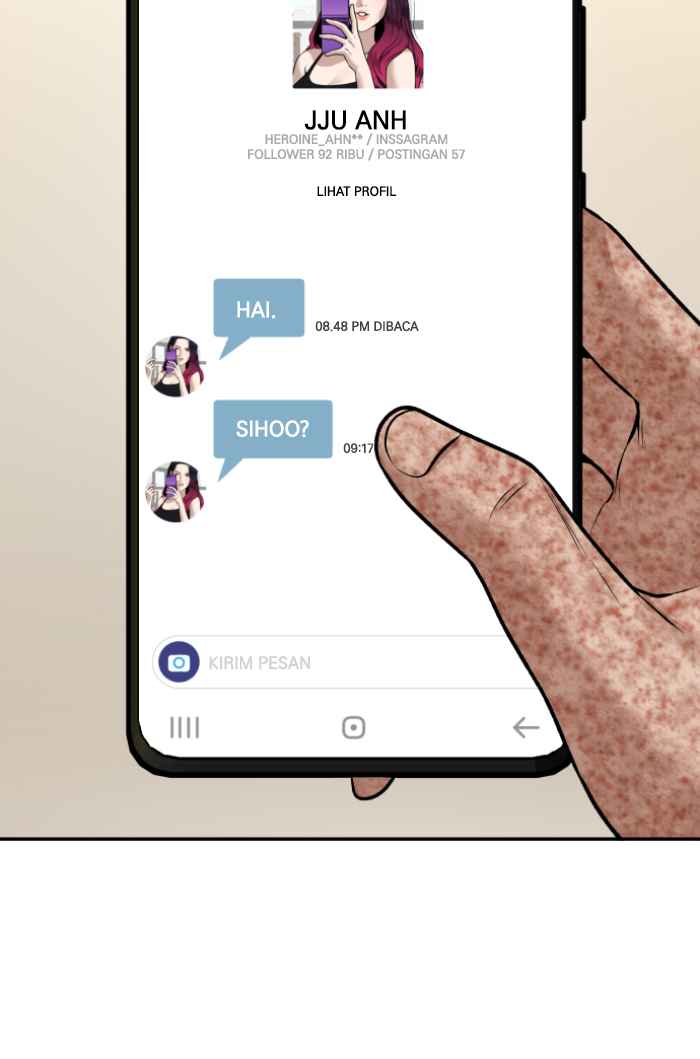 JJU ANH
HEROINE_AHN** / INSSAGRAM
FOLLOWER 92 RIBU / POSTINGAN 57
LIHAT PROFIL
HAI.
08.48 PM DIBACA
SIHOO?
09:17
KIRIM PESAN